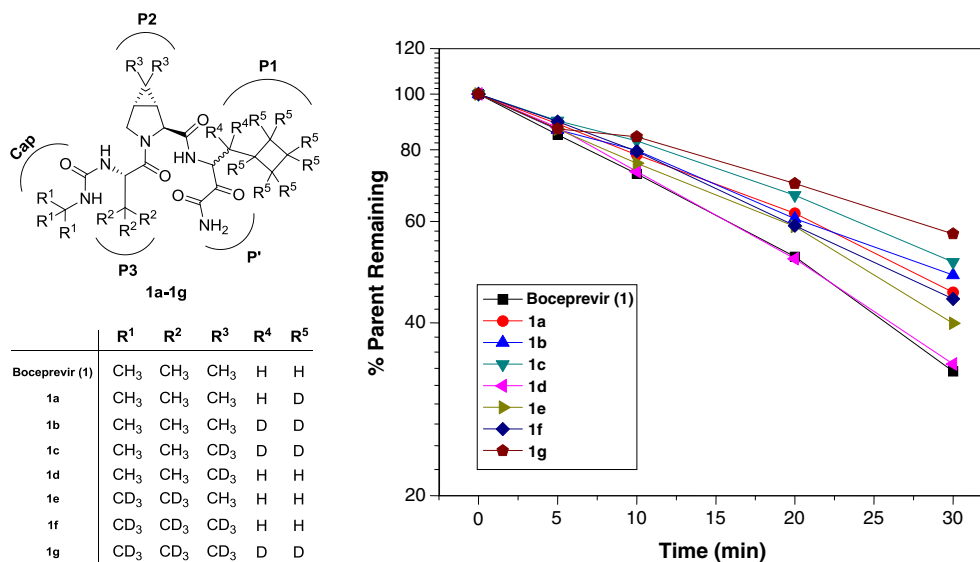 P2
R3 R3
P1
R5 R5
R4 R4
R5 R5
O
N
O
HN
R5
R5
R5 R5
Cap
O
H
N
O
O
O
NH
R1
R1
R1
R2 R2
R2
NH2
P3
P'
1a-1g
R1 R2 R3 R4 R5
Boceprevir (1) CH3 CH3 CH3 H H
1a CH3 CH3 CH3 H D
1b CH3 CH3 CH3 D D
1c CH3 CH3 CD3 D D
1d CH3 CH3 CD3 H H
1e CD3 CD3 CH3 H H
1f CD3 CD3 CD3 H H
1g CD3 CD3 CD3 D D
% Parent Remaining
120
100
80
60
40
20
Boceprevir (1)
1a
1b
1c
1d
1e
1f
1g
0 5 10 15 20 25 30
Time (min)